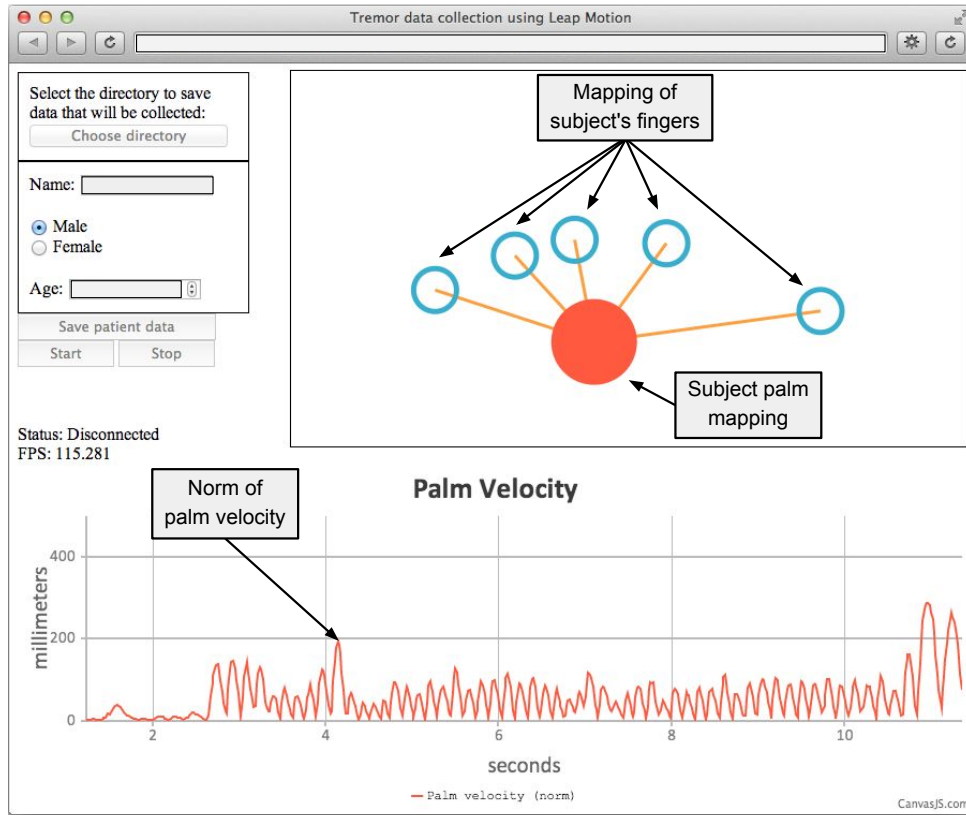 Tremor data collection using Leap Motion
Select the directory to save
data that will be collected:
Choose directory
Name:
Male
Female
Age:
Save patient data
Start
Stop
Status: Disconnected
FPS: 115.281
Mapping of
subject's fingers
Subject palm
mapping
Norm of
palm velocity
Palm Velocity
millimeters
400
200
0
2
4
6
8
10
seconds
Palm velocity (norm)
CanvasJS.com